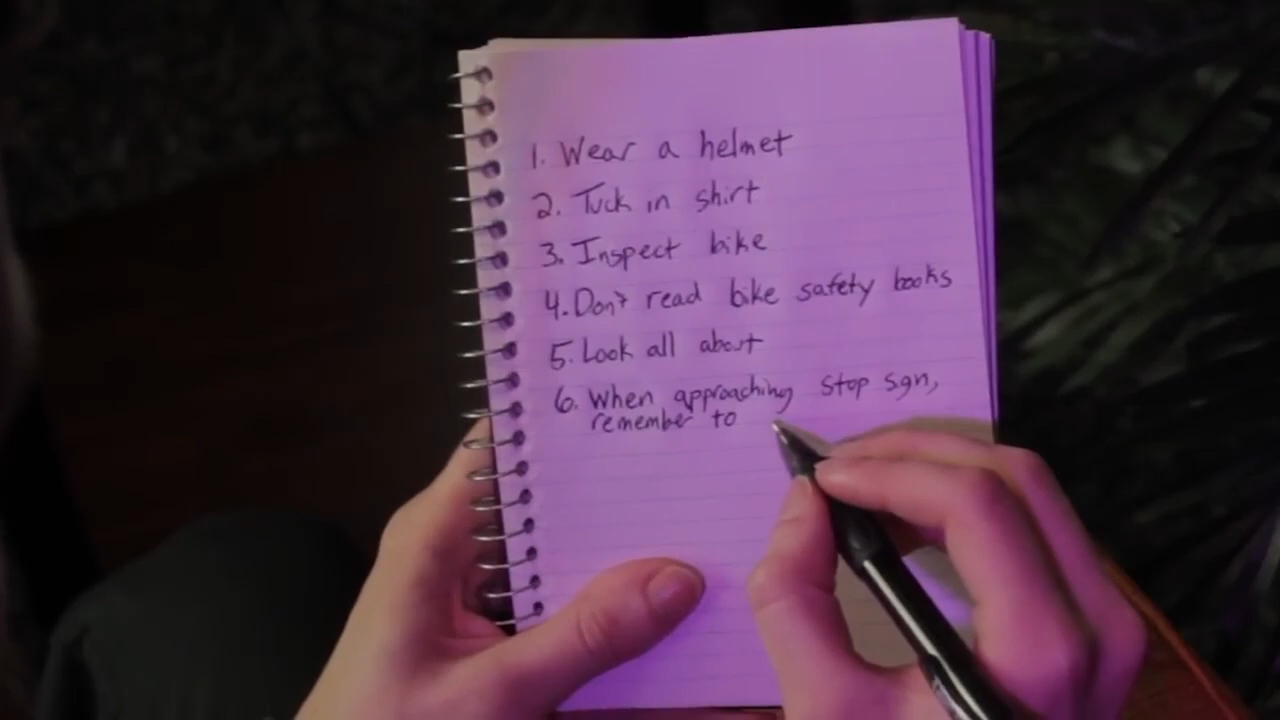 1. Wear a helmet
2. Tuck in shirt
3. Inspect bike
4. Don't read bike safety books
5. Look all about
6. When approaching stop sgn,
remember to